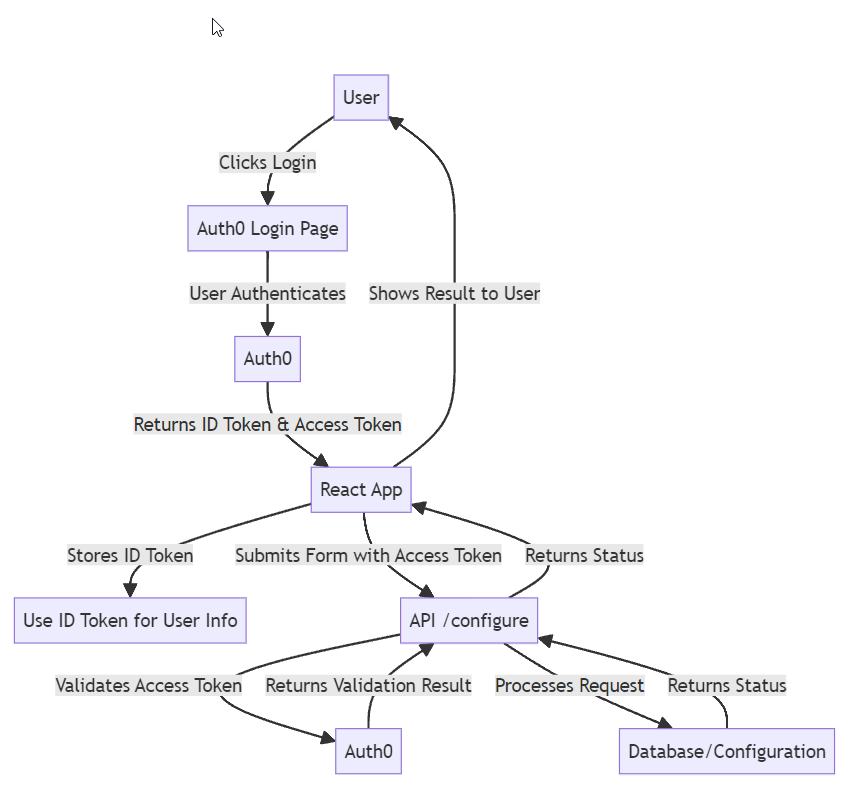 User
Clicks Login
Auth0 Login Page
User Authenticates
Shows Result to User
Auth0
Returns ID Token & Access Token
React App
Stores ID Token
Submits Form with Access Token
Returns Status
Use ID Token for User Info
API /configure
Validates Access Token
Returns Validation Result
Processes Request
Returns Status
Auth0
Database/Configuration